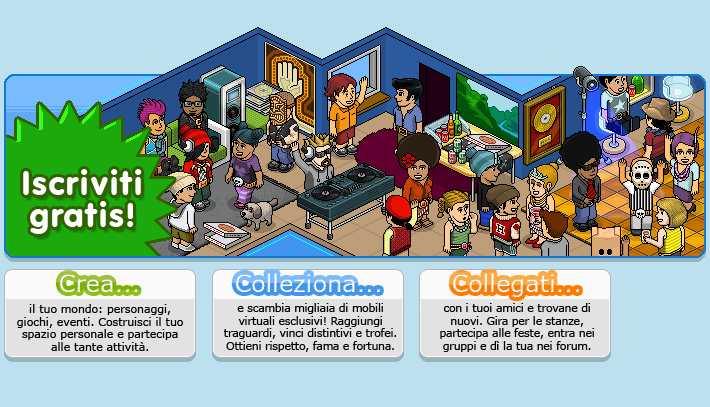 Iscriviti
gratis!
Crea...
il tuo mondo: personaggi,
giochi, eventi. Costruisci il tuo
spazio personale e partecipa
alle tante attività.
Colleziona...
e scambia migliaia di mobili
virtuali esclusivi! Raggiungi
traguardi, vinci distintivi e trofei.
Ottieni rispetto, fama e fortuna.
Collegati...
con i tuoi amici e trovane di
nuovi. Gira per le stanze,
partecipa alle feste, entra nei
gruppi e dì la tua nei forum.